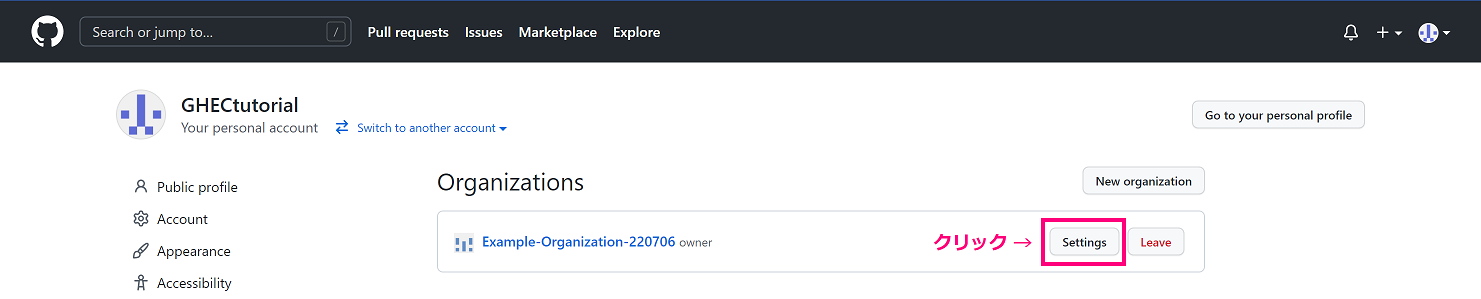 Search or jump to... /
Pull requests Issues Marketplace Explore
GHECtutorial
Your personal account Switch to another account
Go to your personal profile
Public profile
Account
Appearance
Accessibility
Organizations
New organization
Example-Organization-220706 owner
クリック → Settings Leave